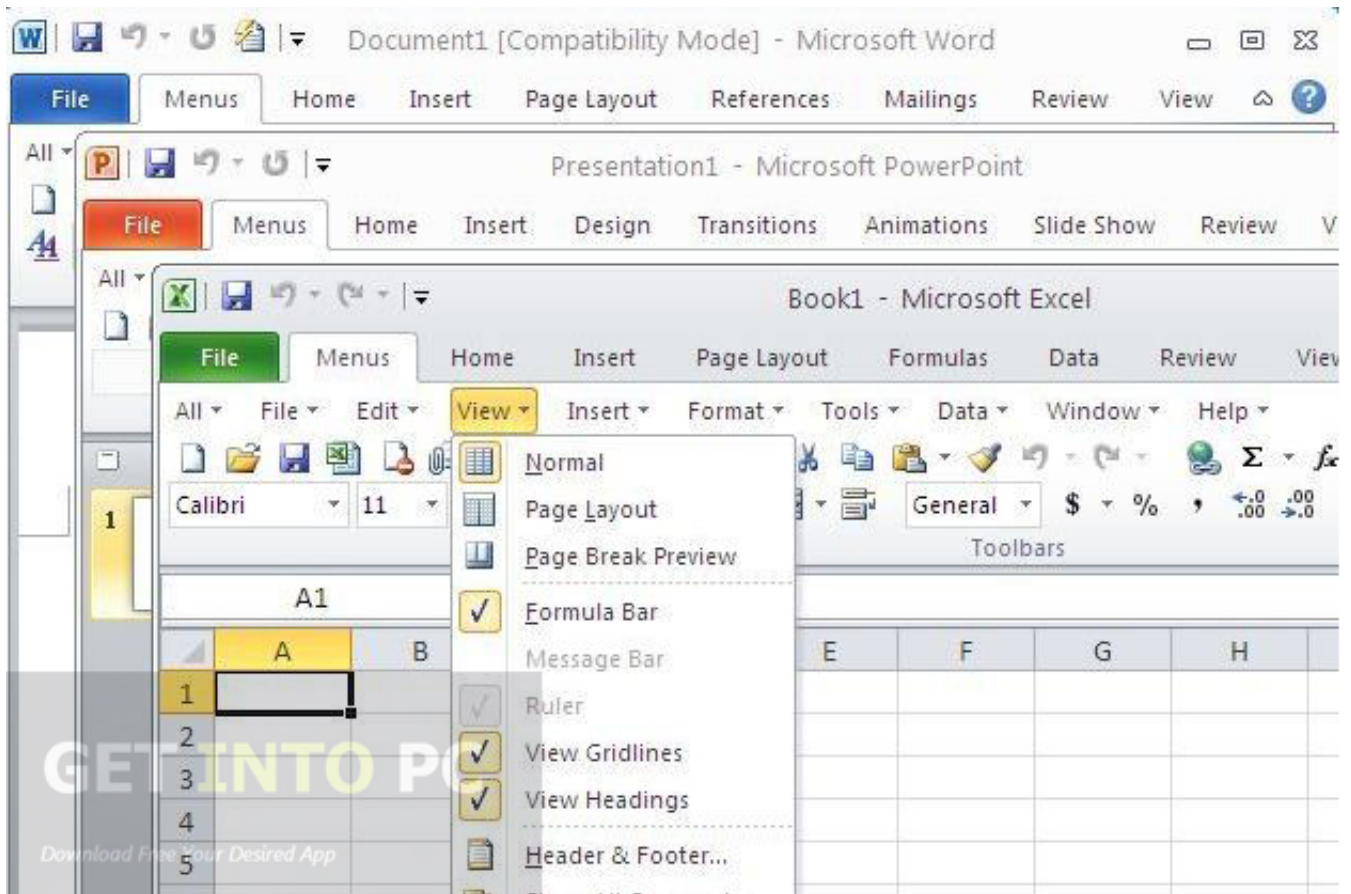 Document1 [Compatibility Mode] - Microsoft Word
File Menus Home Insert Page Layout References Mailings Review View
All
Presentation1 - Microsoft PowerPoint
File Menus Home Insert Design Transitions Animations Slide Show Review V
All
Book1 - Microsoft Excel
File Menus Home Insert Page Layout Formulas Data Review View
All File Edit View Insert Format Tools Data Window Help
Calibri 11 General $ % ,
Toolbars
A1
Normal
Page Layout
Page Break Preview
Formula Bar
Message Bar
Ruler
View Gridlines
View Headings
Header & Footer...
A B E F G H
1
1
2
3
4
5
GET INTO PC
Download Free Your Desired App